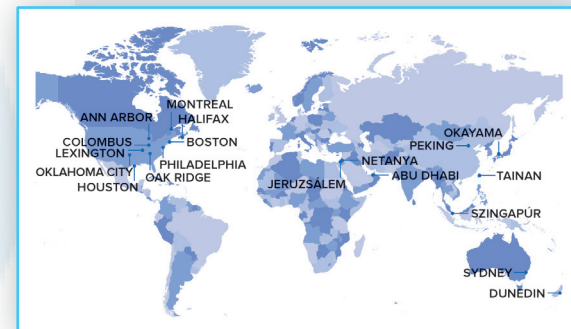 MONTREAL
ANN ARBOR
HALIFAX
COLOMBUS
BOSTON
LEXINGTON
PHILADELPHIA
OKLAHOMA CITY
OAK RIDGE
HOUSTON
OKAYAMA
PEKING
NETANYA
JERUZSÁLEM
ABU DHABI
TAINAN
SZINGAPÚR
SYDNEY
DUNEDIN